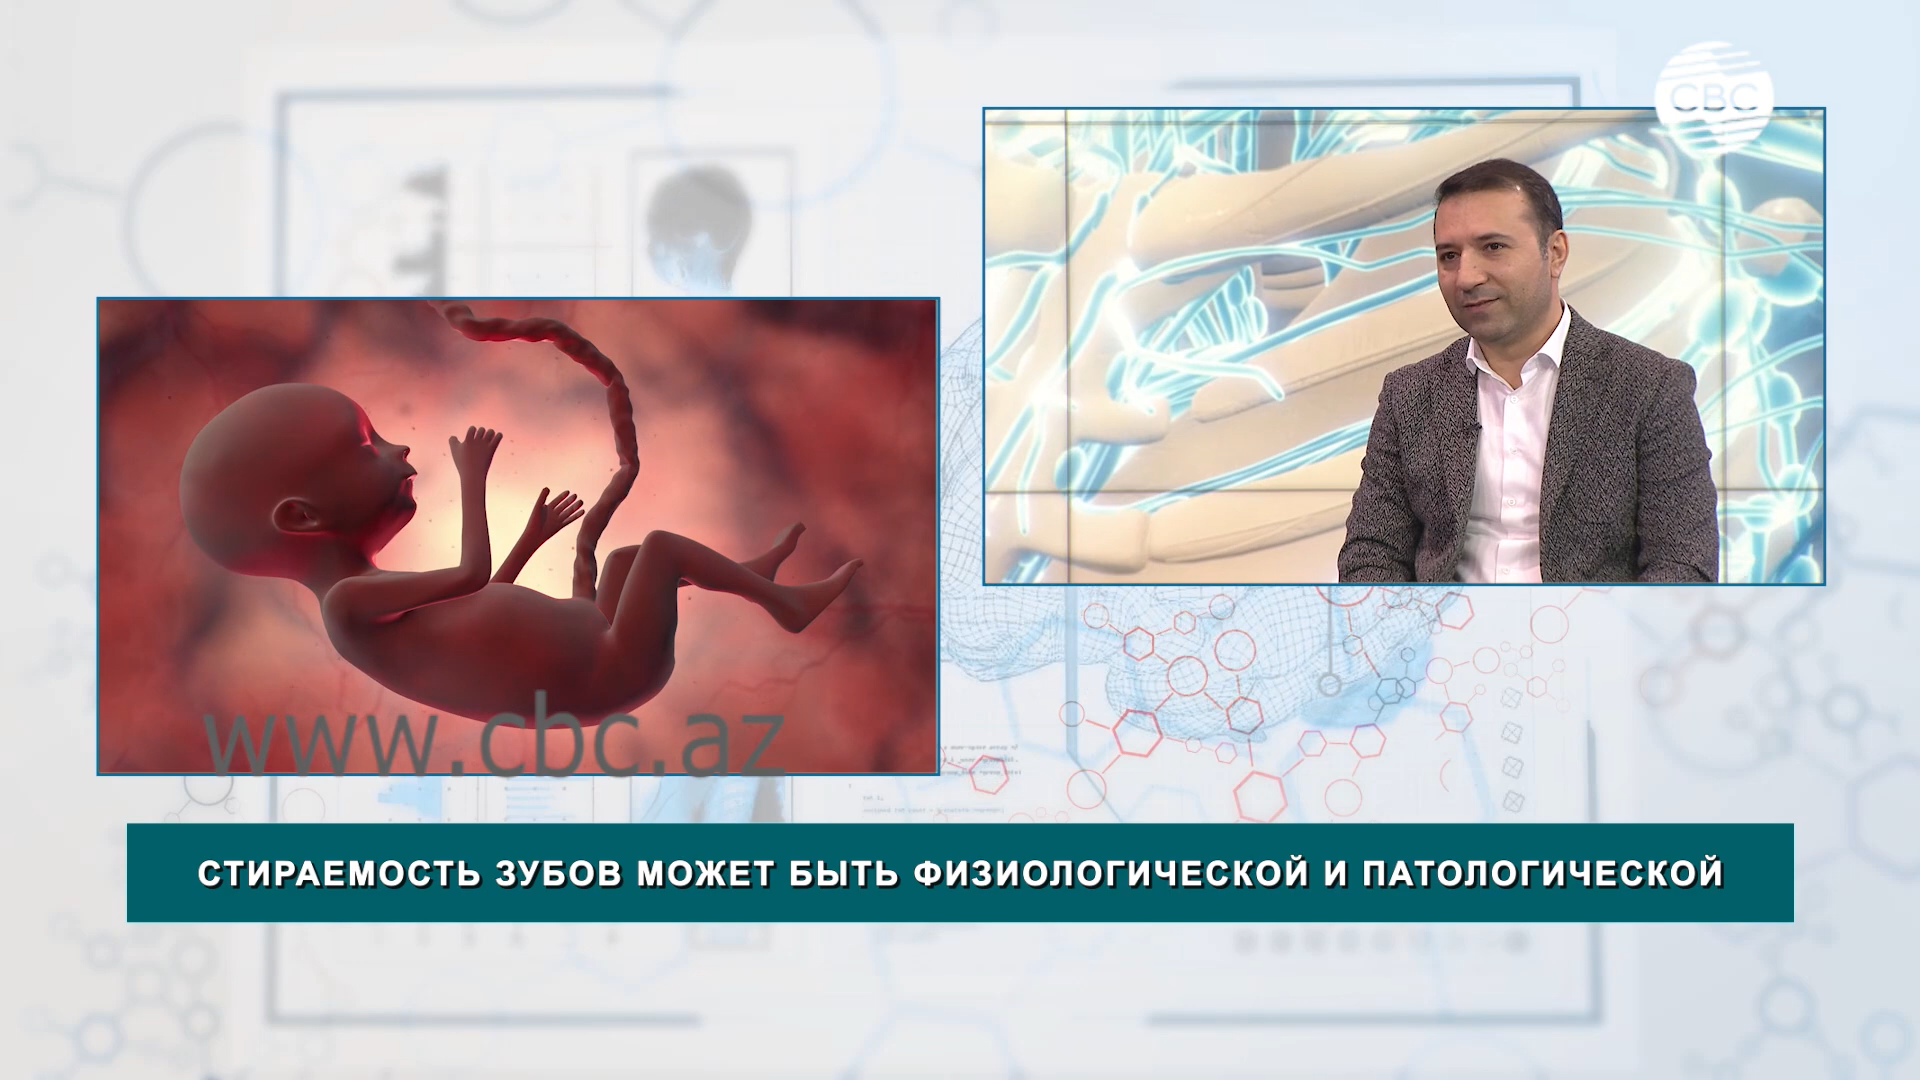 CBC
www.cbc.az
СТИРАЕМОСТЬ ЗУБОВ МОЖЕТ БЫТЬ ФИЗИОЛОГИЧЕСКОЙ И ПАТОЛОГИЧЕСКОЙ